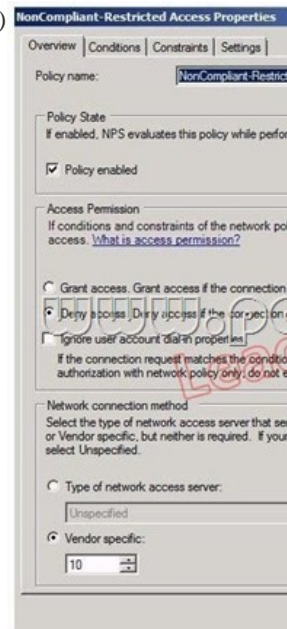 )
NonCompliant-Restricted Access Properties
Overview Conditions Constraints Settings
Policy name: NonCompliant-Restrict
Policy State
If enabled, NPS evaluates this policy while perfor
Policy enabled
Access Permission
If conditions and constraints of the network pol
access. What is access permission?
Grant access. Grant access if the connection
Deny access. Deny access if the connection
Ignore user account dial-in properties.
If the connection request matches the conditio
authorization with network policy only; do not e
Network connection method
Select the type of network access server that se
or Vendor specific, but neither is required. If your
select Unspecified.
Type of network access server:
Unspecified
Vendor specific:
10
www.p
Lead